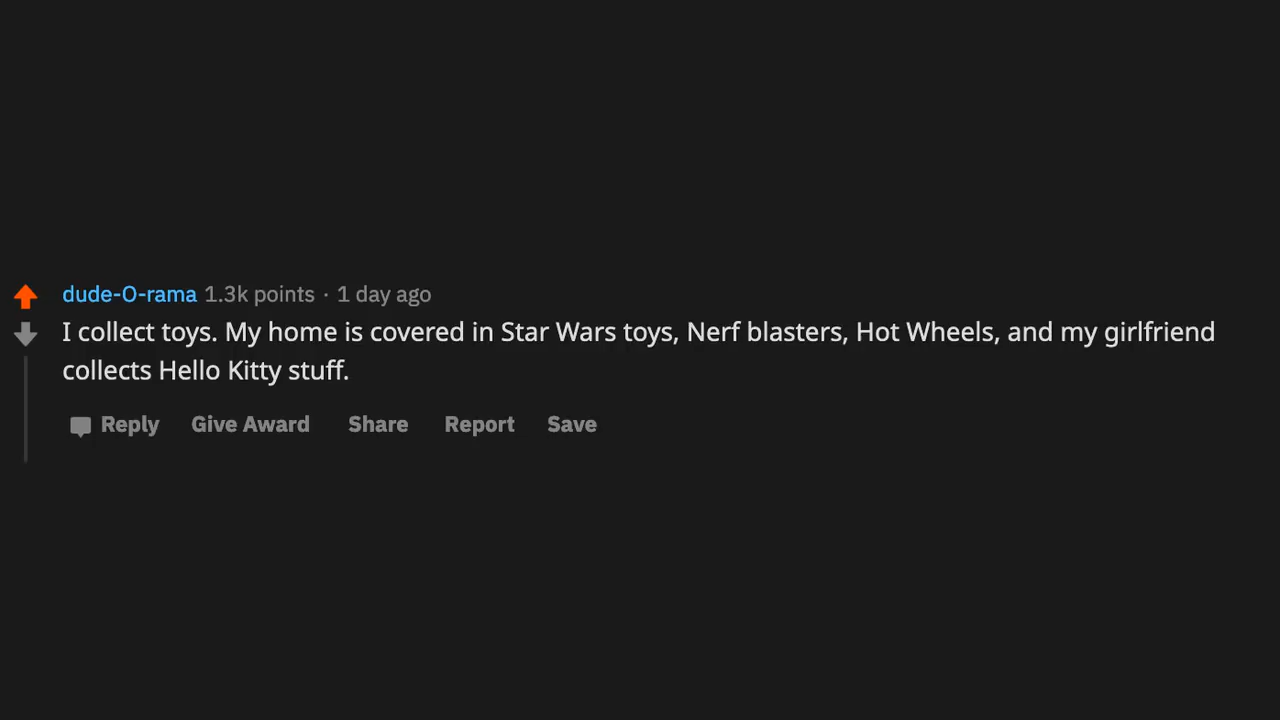 dude-O-rama 1.3k points · 1 day ago
I collect toys. My home is covered in Star Wars toys, Nerf blasters, Hot Wheels, and my girlfriend
collects Hello Kitty stuff.
Reply Give Award Share Report Save